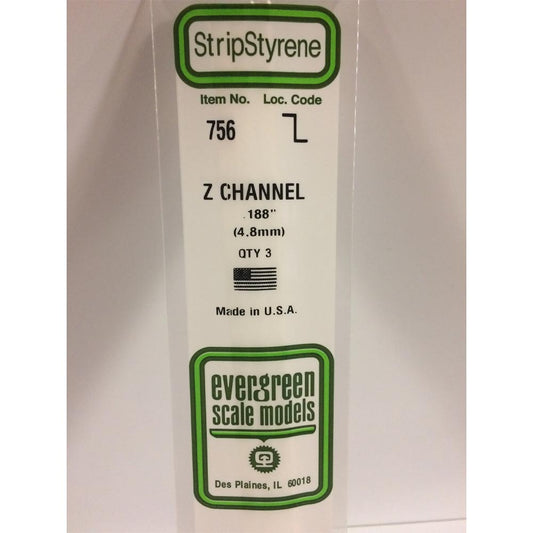 StripStyrene
Item No. Loc. Code
756
Z CHANNEL
.188"
(4.8mm)
QTY 3
Made in U.S.A.
evergreen
scale models
Des Plaines, IL 60018